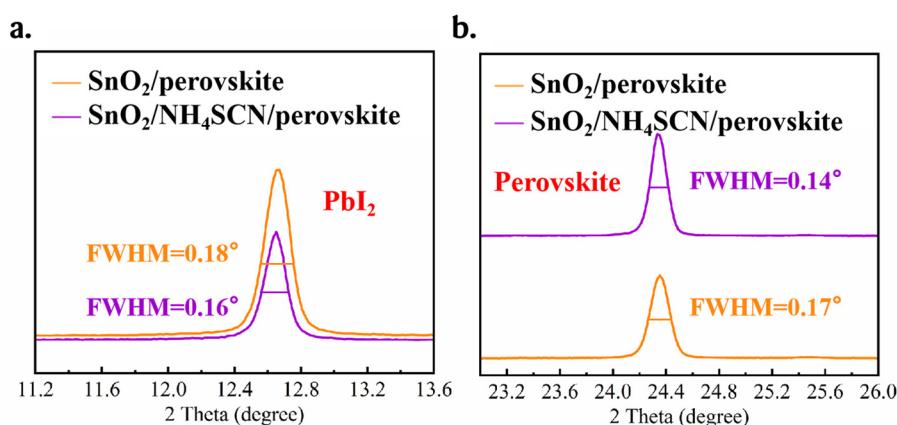 a.
SnO₂/perovskite
SnO₂/NH₄SCN/perovskite
PbI₂
FWHM=0.18°
FWHM=0.16°
11.2 11.6 12.0 12.4 12.8 13.2 13.6
2 Theta (degree)
b.
SnO₂/perovskite
SnO₂/NH₄SCN/perovskite
Perovskite FWHM=0.14°
FWHM=0.17°
23.2 23.6 24.0 24.4 24.8 25.2 25.6 26.0
2 Theta (degree)